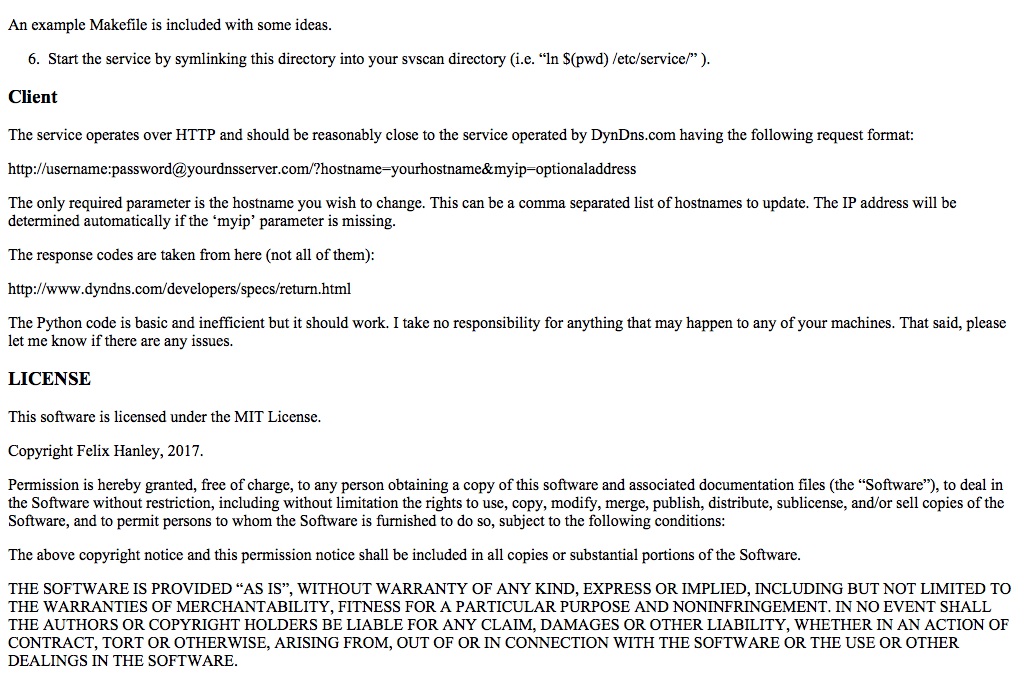 An example Makefile is included with some ideas.
6. Start the service by symlinking this directory into your svscan directory (i.e. “ln $(pwd) /etc/service/” ).
Client
The service operates over HTTP and should be reasonably close to the service operated by DynDns.com having the following request format:
http://username:password@yourdnsserver.com/?hostname=yourhostname&myip=optionaladdress
The only required parameter is the hostname you wish to change. This can be a comma separated list of hostnames to update. The IP address will be
determined automatically if the ‘myip’ parameter is missing.
The response codes are taken from here (not all of them):
http://www.dyndns.com/developers/specs/return.html
The Python code is basic and inefficient but it should work. I take no responsibility for anything that may happen to any of your machines. That said, please
let me know if there are any issues.
LICENSE
This software is licensed under the MIT License.
Copyright Felix Hanley, 2017.
Permission is hereby granted, free of charge, to any person obtaining a copy of this software and associated documentation files (the “Software”), to deal in
the Software without restriction, including without limitation the rights to use, copy, modify, merge, publish, distribute, sublicense, and/or sell copies of the
Software, and to permit persons to whom the Software is furnished to do so, subject to the following conditions:
The above copyright notice and this permission notice shall be included in all copies or substantial portions of the Software.
THE SOFTWARE IS PROVIDED “AS IS”, WITHOUT WARRANTY OF ANY KIND, EXPRESS OR IMPLIED, INCLUDING BUT NOT LIMITED TO
THE WARRANTIES OF MERCHANTABILITY, FITNESS FOR A PARTICULAR PURPOSE AND NONINFRINGEMENT. IN NO EVENT SHALL
THE AUTHORS OR COPYRIGHT HOLDERS BE LIABLE FOR ANY CLAIM, DAMAGES OR OTHER LIABILITY, WHETHER IN AN ACTION OF
CONTRACT, TORT OR OTHERWISE, ARISING FROM, OUT OF OR IN CONNECTION WITH THE SOFTWARE OR THE USE OR OTHER
DEALINGS IN THE SOFTWARE.